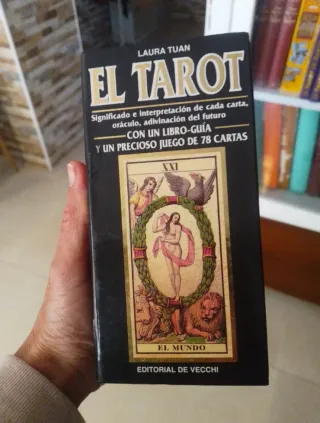 LAURA TUAN
EL TAROT
Significado e interpretación de cada carta,
oráculo, adivinación del futuro
CON UN LIBRO-GUÍA
Y UN PRECIOSO JUEGO DE 78 CARTAS
XXI
EL MUNDO
EDITORIAL DE VECCHI